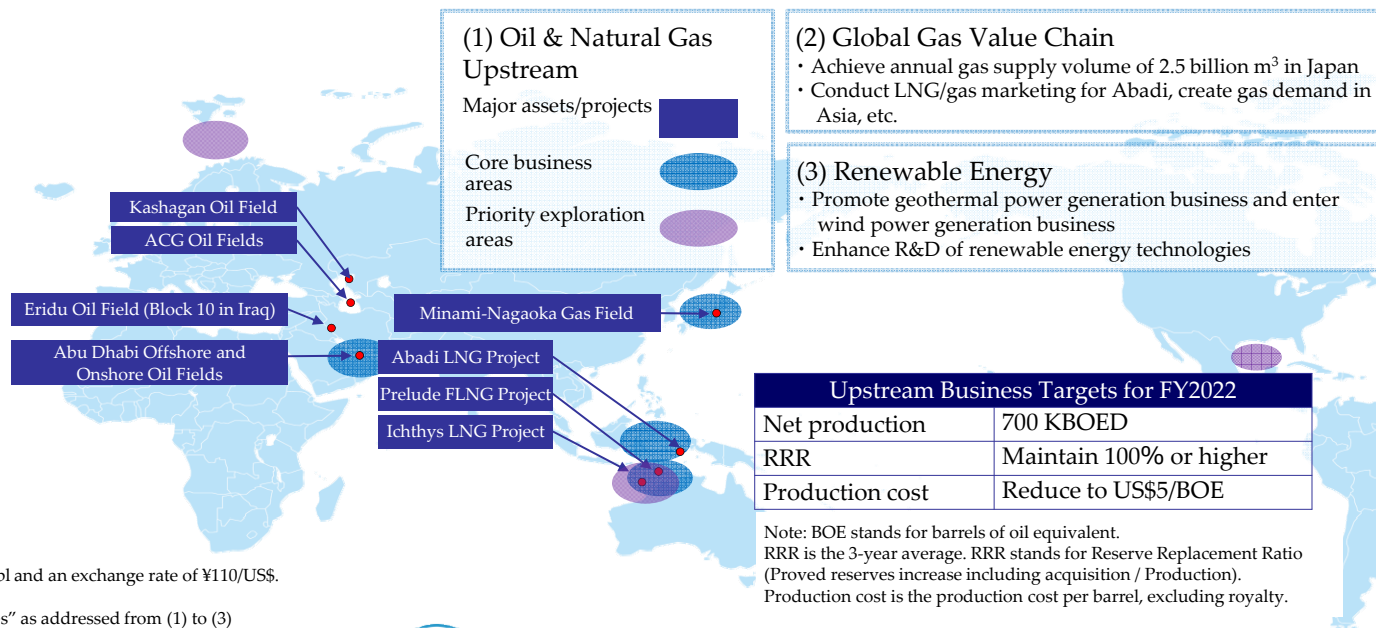 (1) Oil & Natural Gas
Upstream
Major assets/projects
Core business
areas
Priority exploration
areas
(2) Global Gas Value Chain
・Achieve annual gas supply volume of 2.5 billion m³ in Japan
・Conduct LNG/gas marketing for Abadi, create gas demand in
Asia, etc.
(3) Renewable Energy
・Promote geothermal power generation business and enter
wind power generation business
・Enhance R&D of renewable energy technologies
Kashagan Oil Field
ACG Oil Fields
Eridu Oil Field (Block 10 in Iraq)
Abu Dhabi Offshore and
Onshore Oil Fields
Minami-Nagaoka Gas Field
Abadi LNG Project
Prelude FLNG Project
Ichthys LNG Project
Upstream Business Targets for FY2022
Net production 700 KBOED
RRR Maintain 100% or higher
Production cost Reduce to US$5/BOE
Note: BOE stands for barrels of oil equivalent.
RRR is the 3-year average. RRR stands for Reserve Replacement Ratio
(Proved reserves increase including acquisition / Production).
Production cost is the production cost per barrel, excluding royalty.
and an exchange rate of ¥110/US$.
as addressed from (1) to (3)